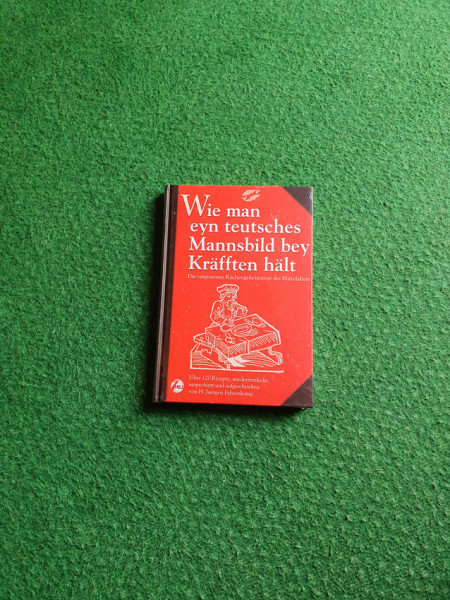 Wie man
eyn teutsches
Mannsbild bey
Kräfften hält
Die vergessenen Küchengeheimnisse des Mittelalters
Über 120 Rezepte, wiederentdeckt,
ausprobiert und aufgeschrieben
von H. Jürgen Fahrenkamp